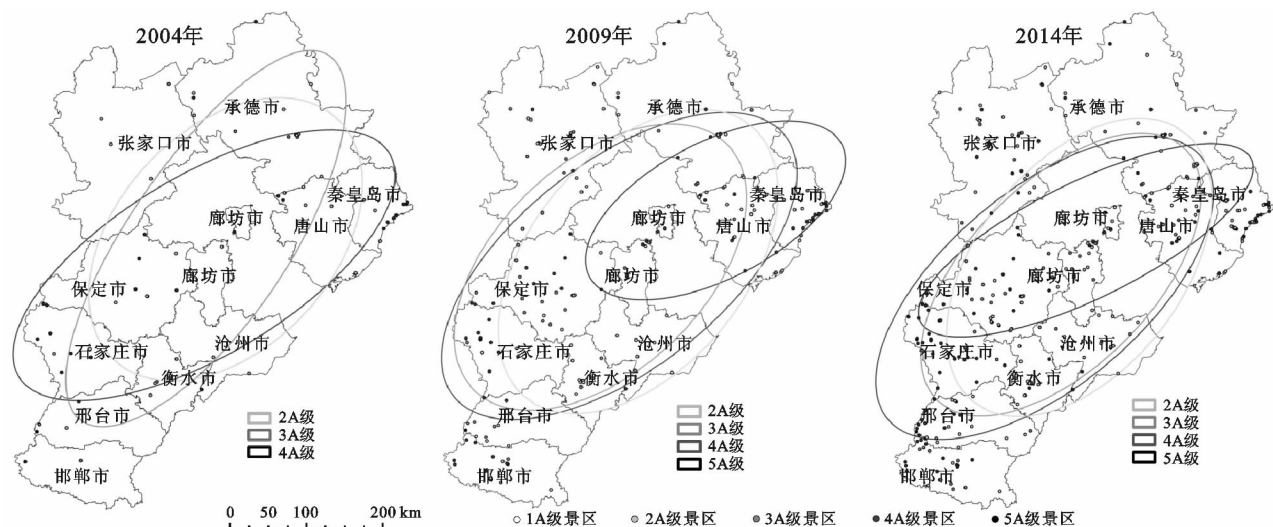 2004年
承德市
张家口市
秦皇岛市
廊坊市
唐山市
廊坊市
保定市
沧州市
石家庄市
衡水市
邢台市
邯郸市
2A级
3A级
4A级
2009年
承德市
张家口市
秦皇岛市
廊坊市
唐山市
廊坊市
保定市
沧州市
石家庄市
衡水市
邢台市
邯郸市
2A级
3A级
4A级
5A级
2014年
承德市
张家口市
秦皇岛市
廊坊市
唐山市
廊坊市
保定市
沧州市
石家庄市
衡水市
邢台市
邯郸市
2A级
3A级
4A级
5A级
0 50 100 200 km
1A级景区 2A级景区 3A级景区 4A级景区 5A级景区